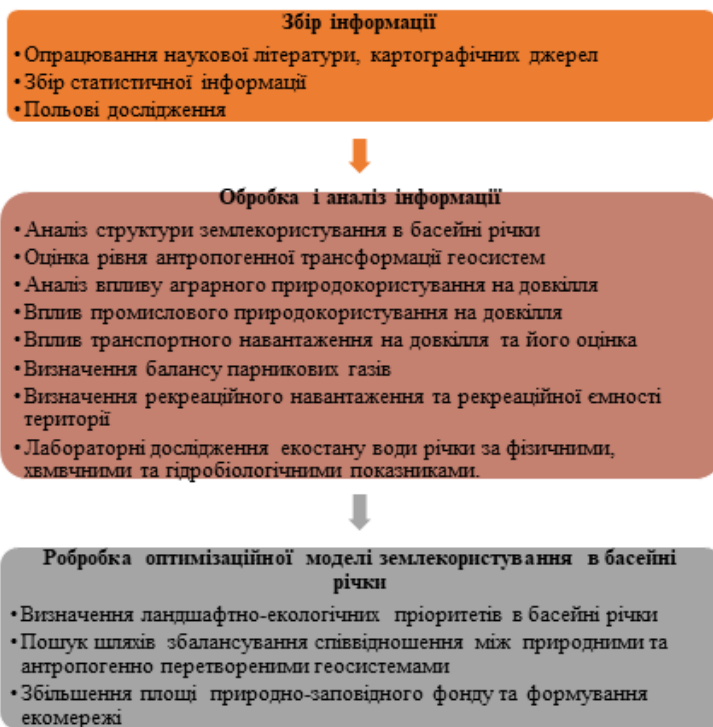 Збір інформації
• Опрацювання наукової літератури, картографічних джерел
• Збір статистичної інформації
• Польові дослідження
Обробка і аналіз інформації
• Аналіз структури землекористування в басейні річки
• Оцінка рівня антропогенної трансформації геосистем
• Аналіз впливу аграрного природокористування на довкілля
• Вплив промислового природокористування на довкілля
• Вплив транспортного навантаження на довкілля та його оцінка
• Визначення балансу парникових газів
• Визначення рекреаційного навантаження та рекреаційної ємності
території
• Лабораторні дослідження екостану води річки за фізичними,
хвмвчними та гідробіологічними показниками.
Робробка оптимізаційної моделі землекористування в басейні
річки
• Визначення ландшафтно-екологічних пріоритетів в басейні річки
• Пошук шляхів збалансування співвідношення між природними та
антропогенно перетвореними геосистемами
• Збільшення площі природно-заповідного фонду та формування
екомережі